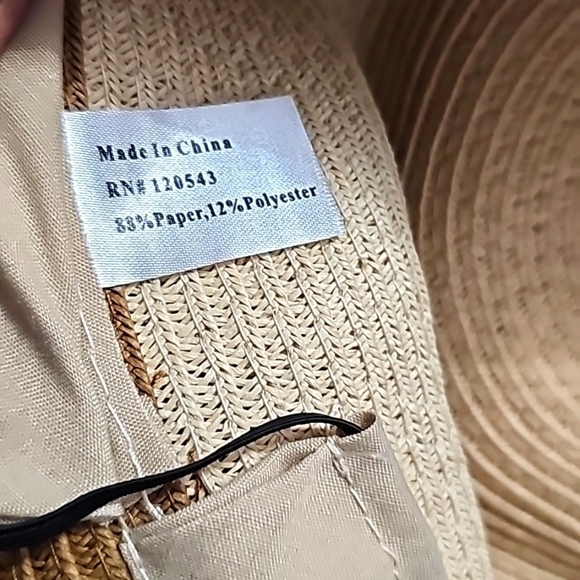 Made In China
RN# 120543
88%Paper,12%Polyester